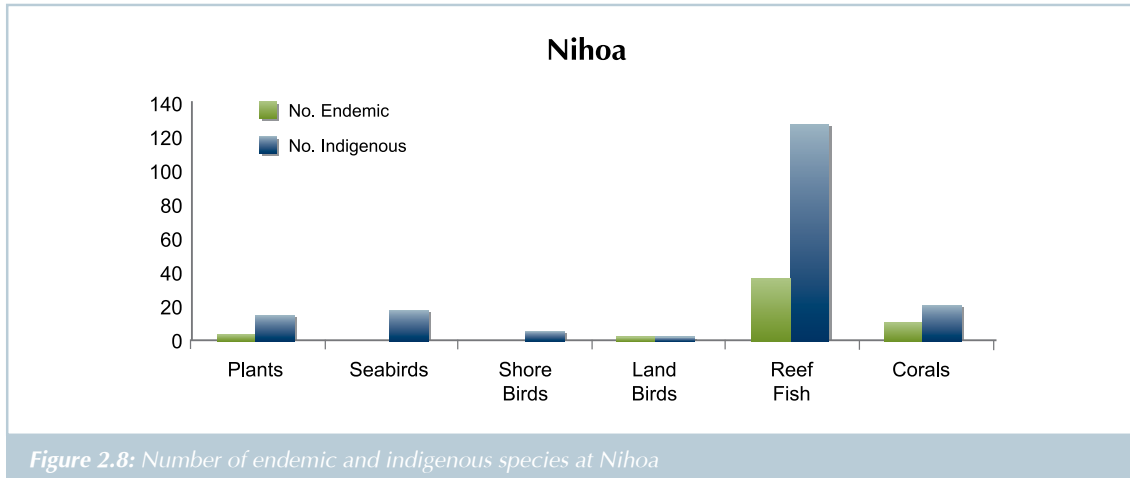 Nihoa
140
120
100
80
60
40
20
0
No. Endemic
No. Indigenous
Plants
Seabirds
Shore
Birds
Land
Birds
Reef
Fish
Corals
Figure 2.8: Number of endemic and indigenous species at Nihoa